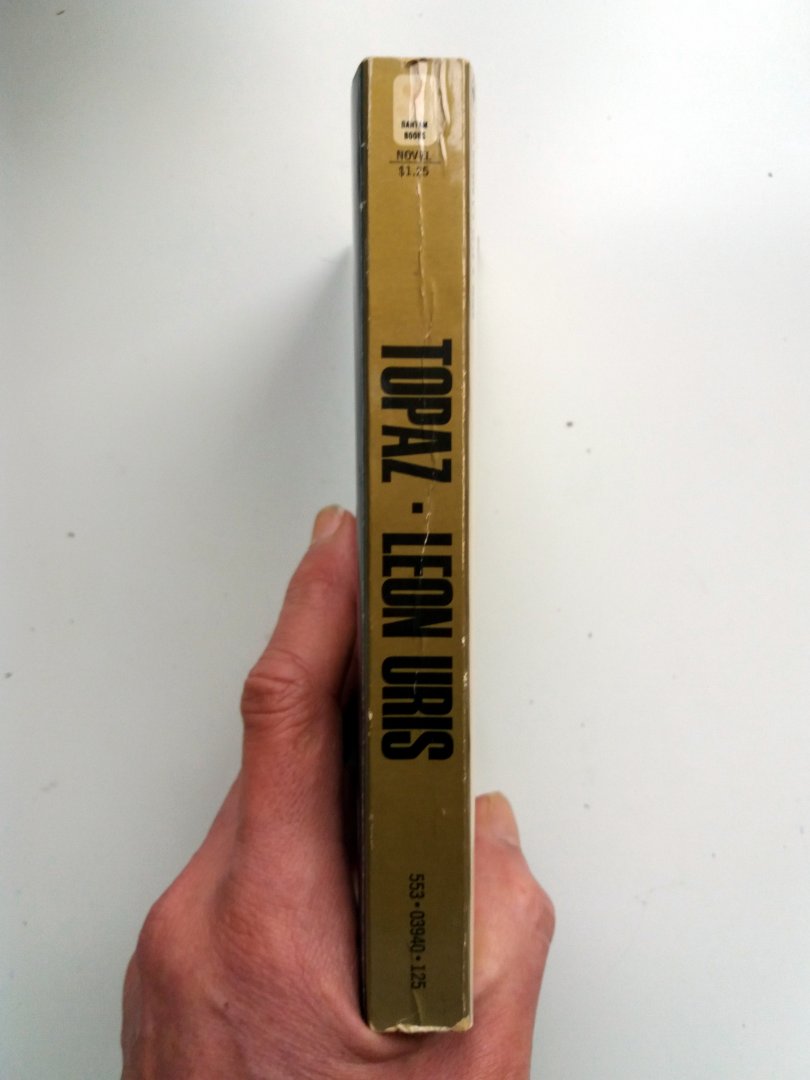 BANTAM
BOOKS
NOVEL
$1.25
TOPAZ • LEON URIS
553•03940•125